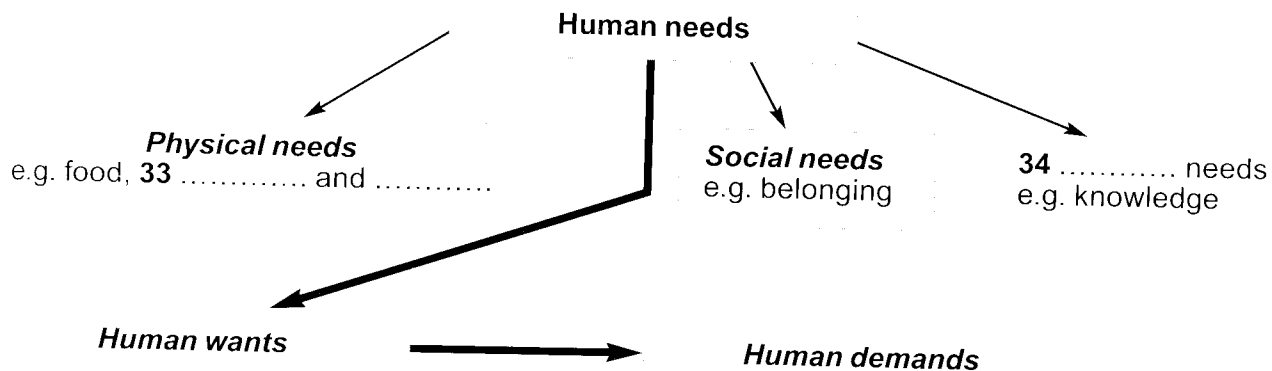 Human needs
Physical needs
e.g. food, 33 ............. and ............
Social needs
e.g. belonging
34 ............ needs
e.g. knowledge
Human wants
Human demands